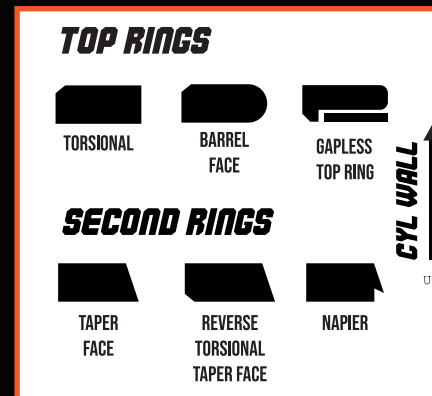 TOP RINGS
TORSIONAL
BARREL
FACE
GAPLESS
TOP RING
CYL WALL
U
SECOND RINGS
TAPER
FACE
REVERSE
TORSIONAL
TAPER FACE
NAPIER